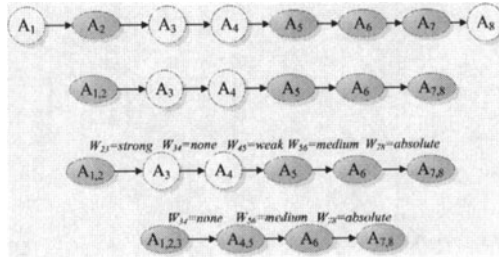 A1 A2 A3 A4 A5 A6 A7 A8
A1,2 A3 A4 A5 A6 A7,8
W23=strong W34=none W45=weak W56=medium W78=absolute
A1,2 A3 A4 A5 A6 A7,8
W34=none W56=medium W78=absolute
A1,2,3 A4,5 A6 A7,8